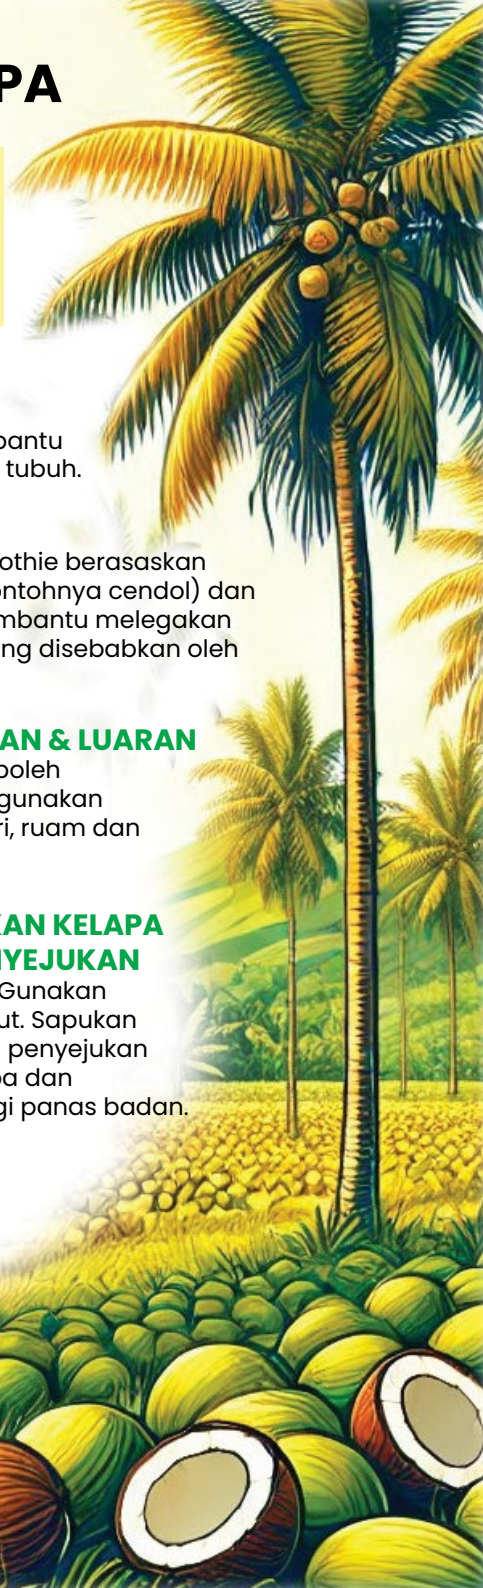 PA
bantu
tubuh.
othie berasaskan
ontohnya cendol) dan
mbantu melegakan
ng disebabkan oleh
AN & LUARAN
boleh
gunakan
ri, ruam dan
KAN KELAPA
NYEJUKAN
Gunakan
ut. Sapukan
penyejukan
pa dan
gi panas badan.